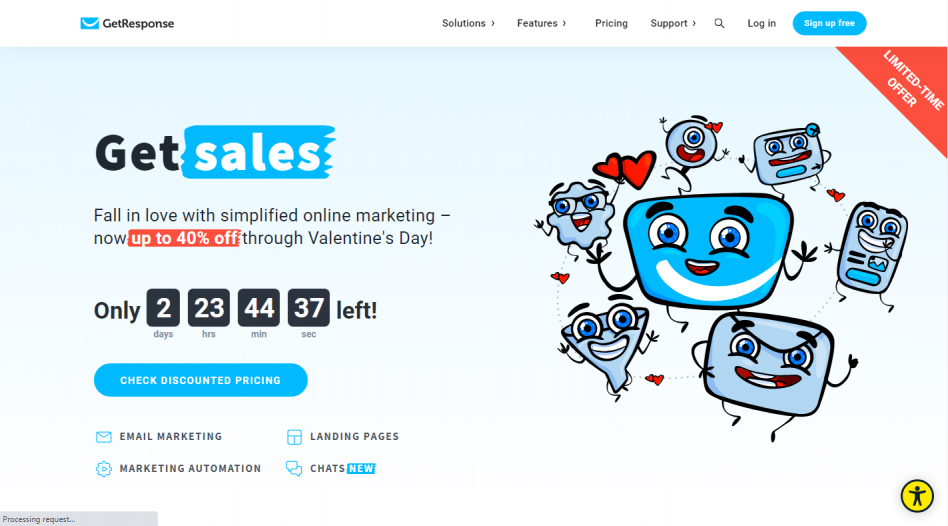 GetResponse
Solutions
Features
Pricing
Support
Log in
Sign up free
LIMITED-TIME
OFFER
Get sales
Fall in love with simplified online marketing –
now up to 40% off through Valentine's Day!
Only 2 23 44 37 left!
days hrs min sec
CHECK DISCOUNTED PRICING
EMAIL MARKETING
LANDING PAGES
MARKETING AUTOMATION
CHATS NEW
Processing request...